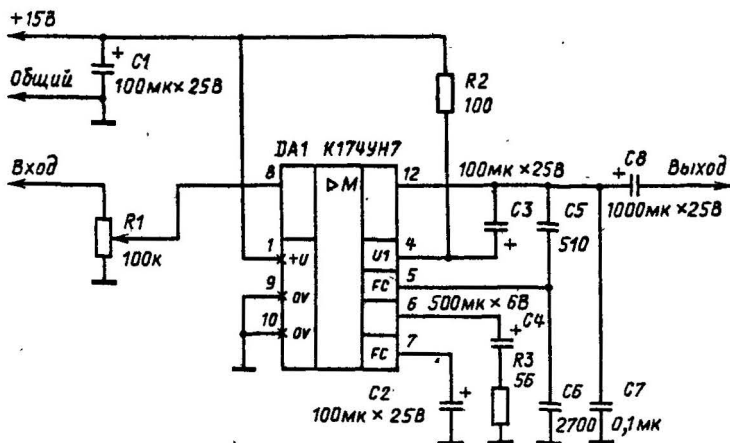 +15В
C1
100мк×25В
Общий
R2
100
DA1 К174УН7
Вход
8
▷M
12
100мк×25В
C8
Выход
1000мк×25В
R1
100к
C3
C5
510
1
+U
U1
4
9
0V
FC
5
10
0V
6
500мк×6В
C4
FC
7
R3
56
C2
100мк×25В
C6
2700
C7
0,1мк